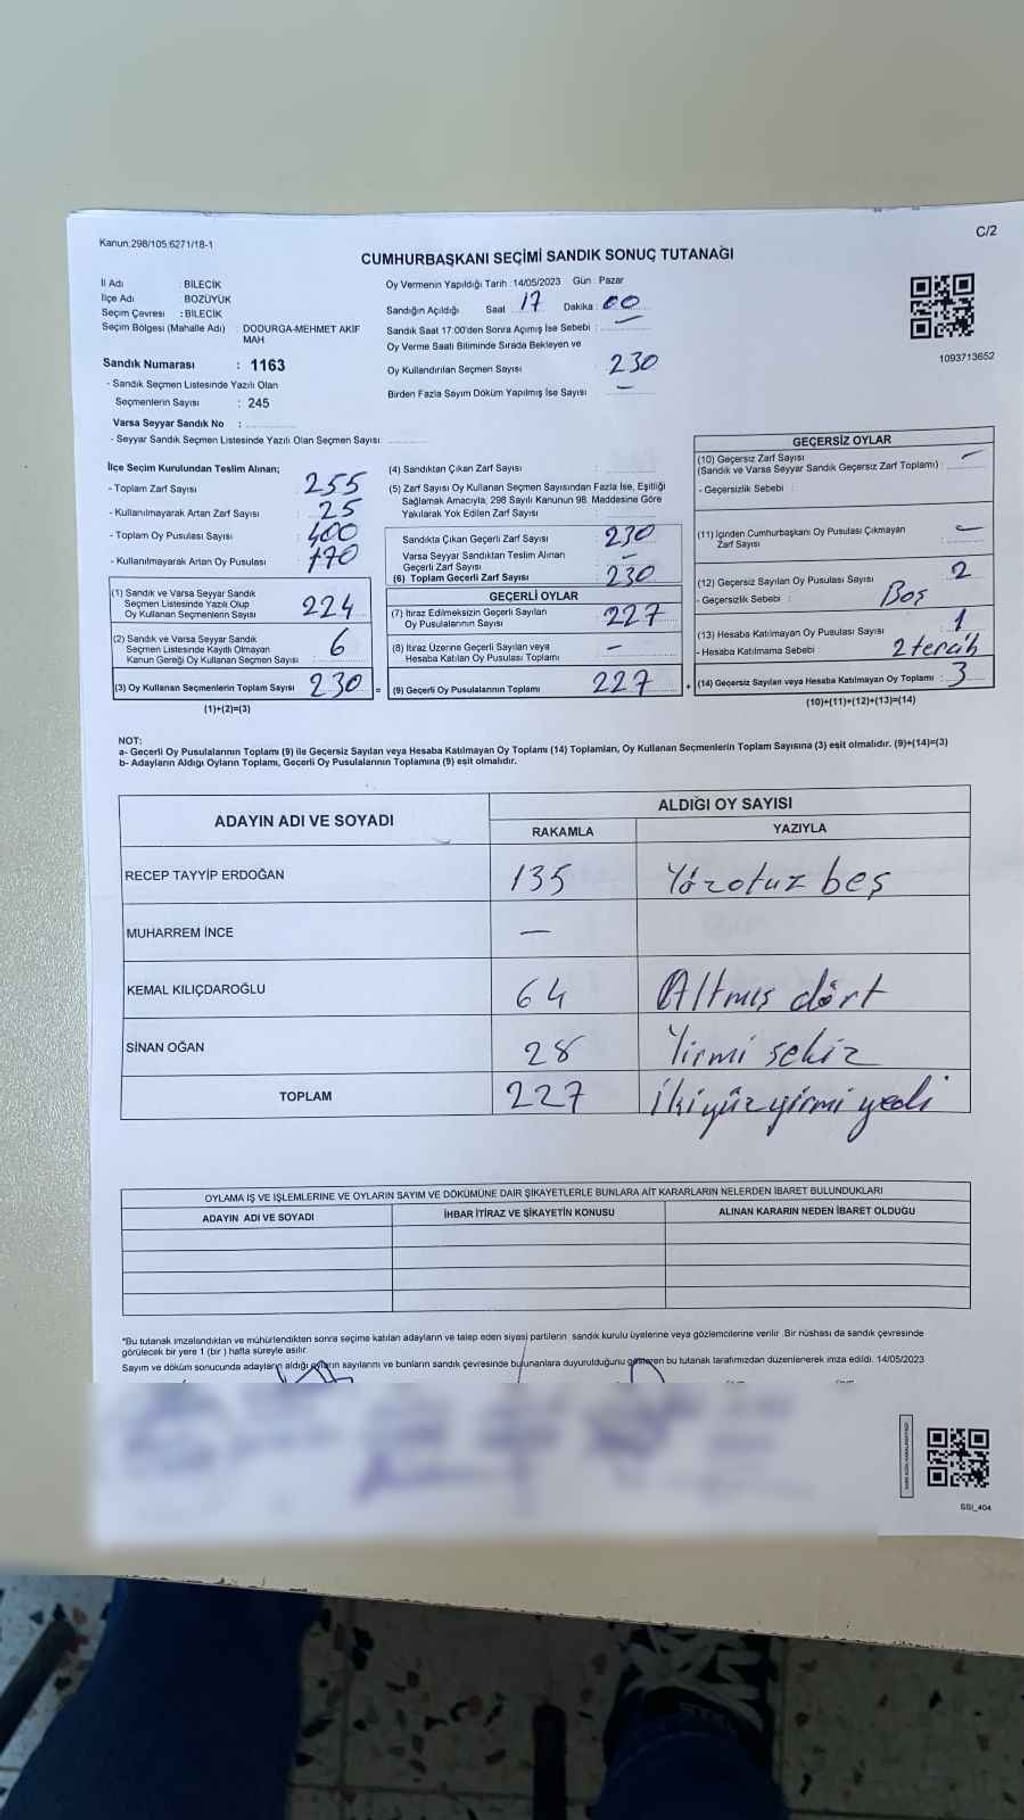 Kanun:298/105,6271/18-1
C/2
CUMHURBAŞKANI SEÇİMİ SANDIK SONUÇ TUTANAĞI
İl Adı BİLECİK
İlçe Adı BOZÜYÜK
Seçim Çevresi : BİLECİK
Seçim Bölgesi (Mahalle Adı) DODURGA-MEHMET AKİF MAH
Sandık Numarası : 1163
- Sandık Seçmen Listesinde Yazılı Olan
Seçmenlerin Sayısı : 245
Varsa Seyyar Sandık No :
- Seyyar Sandık Seçmen Listesinde Yazılı Olan Seçmen Sayısı:
Oy Vermenin Yapıldığı Tarih :14/05/2023 Gün : Pazar
Sandığın Açıldığı Saat 17 Dakika : 00
Sandık Saat 17:00'den Sonra Açımış İse Sebebi : —
Oy Verme Saati Bitiminde Sırada Bekleyen ve
Oy Kullandırılan Seçmen Sayısı 230
Birden Fazla Sayım Döküm Yapılmış İse Sayısı —
1093713652
İlçe Seçim Kurulundan Teslim Alınan;
- Toplam Zarf Sayısı 255
- Kullanılmayarak Artan Zarf Sayısı 25
- Toplam Oy Pusulası Sayısı 400
- Kullanılmayarak Artan Oy Pusulası 170
(1) Sandık ve Varsa Seyyar Sandık
Seçmen Listesinde Yazılı Olup
Oy Kullanan Seçmenlerin Sayısı 224
(2) Sandık ve Varsa Seyyar Sandık
Seçmen Listesinde Kayıtlı Olmayan
Kanun Gereği Oy Kullanan Seçmen Sayısı 6
(3) Oy Kullanan Seçmenlerin Toplam Sayısı 230 =
(1)+(2)=(3)
(4) Sandıktan Çıkan Zarf Sayısı :
(5) Zarf Sayısı Oy Kullanan Seçmen Sayısından Fazla İse, Eşitliği
Sağlamak Amacıyla, 298 Sayılı Kanunun 98. Maddesine Göre
Yakılarak Yok Edilen Zarf Sayısı :
Sandıkta Çıkan Geçerli Zarf Sayısı 230
Varsa Seyyar Sandıktan Teslim Alınan
Geçerli Zarf Sayısı —
(6) Toplam Geçerli Zarf Sayısı 230
GEÇERLİ OYLAR
(7) İtiraz Edilmeksizin Geçerli Sayılan
Oy Pusulalarının Sayısı 227
(8) İtiraz Üzerine Geçerli Sayılan veya
Hesaba Katılan Oy Pusulası Toplamı —
(9) Geçerli Oy Pusulalarının Toplamı 227 +
GEÇERSİZ OYLAR
(10) Geçersiz Zarf Sayısı —
(Sandık ve Varsa Seyyar Sandık Geçersiz Zarf Toplamı) :
- Geçersizlik Sebebi :
(11) İçinden Cumhurbaşkanı Oy Pusulası Çıkmayan
Zarf Sayısı —
(12) Geçersiz Sayılan Oy Pusulası Sayısı 2
- Geçersizlik Sebebi : Boş
(13) Hesaba Katılmayan Oy Pusulası Sayısı 1
- Hesaba Katılmama Sebebi : 2 tercih
(14) Geçersiz Sayılan veya Hesaba Katılmayan Oy Toplamı : 3
(10)+(11)+(12)+(13)=(14)
NOT:
a- Geçerli Oy Pusulalarının Toplamı (9) ile Geçersiz Sayılan veya Hesaba Katılmayan Oy Toplamı (14) Toplamları, Oy Kullanan Seçmenlerin Toplam Sayısına (3) eşit olmalıdır. (9)+(14)=(3)
b- Adayların Aldığı Oyların Toplamı, Geçerli Oy Pusulalarının Toplamına (9) eşit olmalıdır.
ADAYIN ADI VE SOYADI ALDIĞI OY SAYISI
RAKAMLA YAZIYLA
RECEP TAYYİP ERDOĞAN 135 Yüzotuz beş
MUHARREM İNCE —
KEMAL KILIÇDAROĞLU 64 Altmış dört
SİNAN OĞAN 28 Yirmi sekiz
TOPLAM 227 ikiyüzyirmi yedi
OYLAMA İŞ VE İŞLEMLERİNE VE OYLARIN SAYIM VE DÖKÜMÜNE DAİR ŞİKAYETLERLE BUNLARA AİT KARARLARIN NELERDEN İBARET BULUNDUKLARI
ADAYIN ADI VE SOYADI İHBAR İTİRAZ VE ŞİKAYETİN KONUSU ALINAN KARARIN NEDEN İBARET OLDUĞU
"Bu tutanak imzalandıktan ve mühürlendikten sonra seçime katılan adayların ve talep eden siyasi partilerin sandık kurulu üyelerine veya gözlemcilerine verilir. Bir nüshası da sandık çevresinde
görülecek bir yere 1 (bir ) hafta süreyle asılır.
Sayım ve döküm sonucunda adayların aldığı oyların sayılarını ve bunların sandık çevresinde bulunanlara duyurulduğunu gösteren bu tutanak tarafımızdan düzenlenerek imza edildi. 14/05/2023
SSI_404